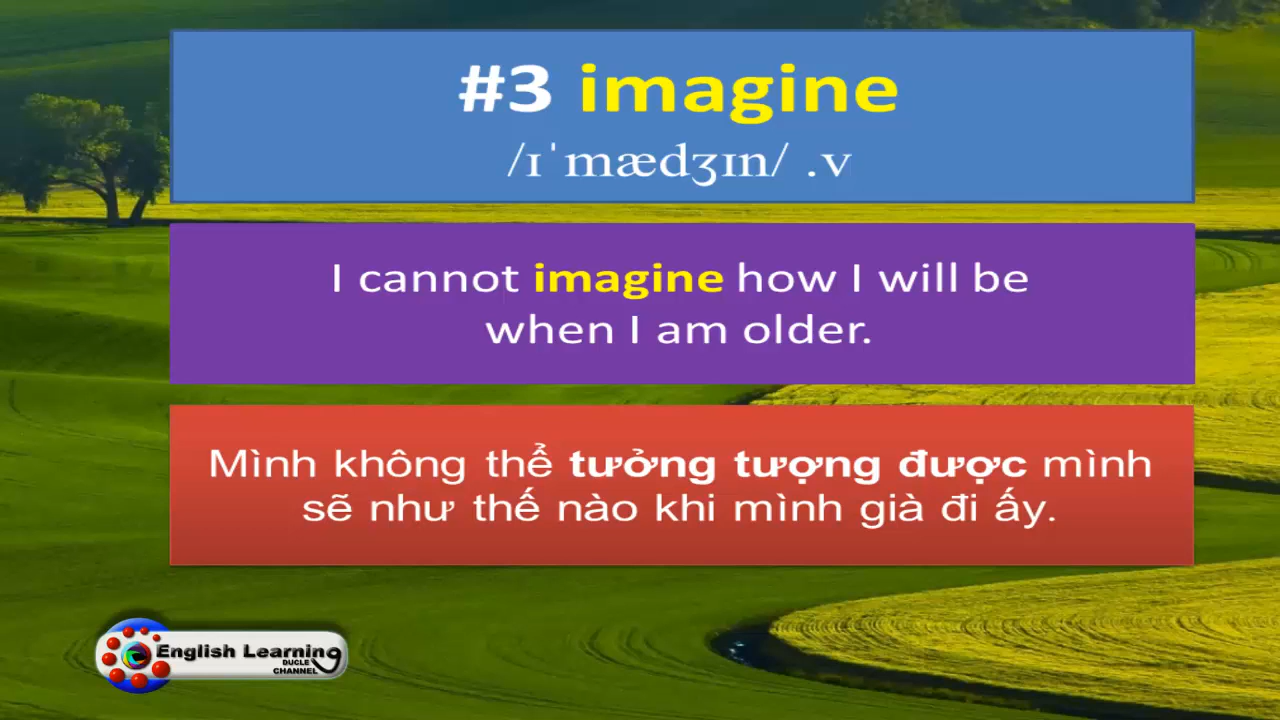 #3 imagine
/ɪˈmædʒɪn/ .v
I cannot imagine how I will be
when I am older.
Mình không thể tưởng tượng được mình
sẽ như thế nào khi mình già đi ấy.
English Learning
DUCLE
CHANNEL